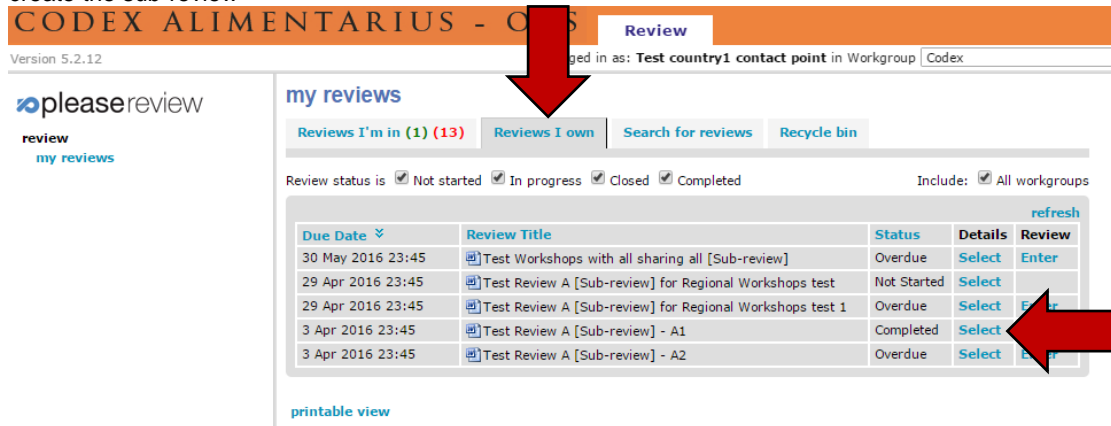 create the sub-review
CODEX ALIMENTARIUS - O S Review
Version 5.2.12 ged in as: Test country1 contact point in Workgroup Codex
pleasereview
my reviews
review
my reviews
Reviews I'm in (1) (13) Reviews I own Search for reviews Recycle bin
Review status is Not started In progress Closed Completed Include: All workgroups
refresh
Due Date Review Title Status Details Review
30 May 2016 23:45 Test Workshops with all sharing all [Sub-review] Overdue Select Enter
29 Apr 2016 23:45 Test Review A [Sub-review] for Regional Workshops test Not Started Select
29 Apr 2016 23:45 Test Review A [Sub-review] for Regional Workshops test 1 Overdue Select Enter
3 Apr 2016 23:45 Test Review A [Sub-review] - A1 Completed Select
3 Apr 2016 23:45 Test Review A [Sub-review] - A2 Overdue Select Enter
printable view